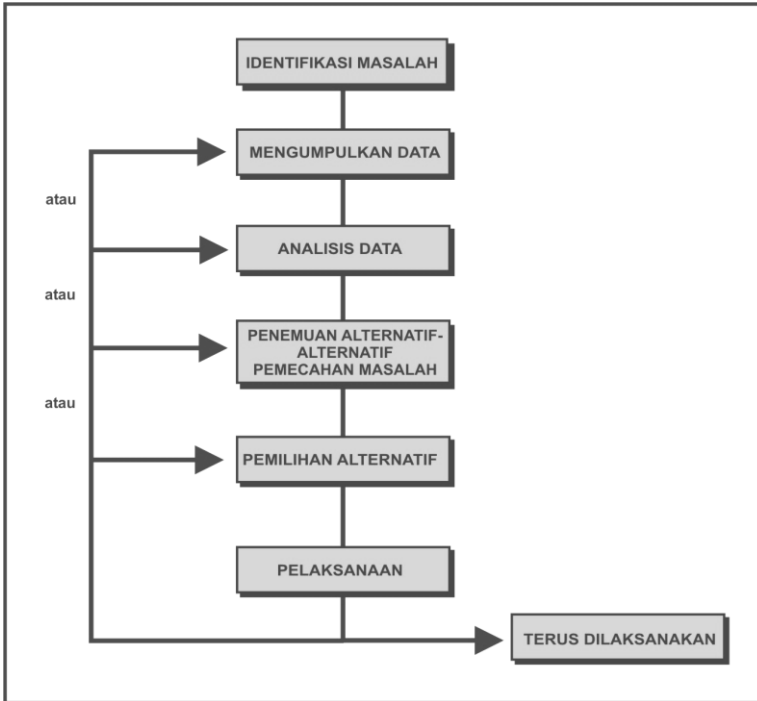 IDENTIFIKASI MASALAH
MENGUMPULKAN DATA
atau
ANALISIS DATA
atau
PENEMUAN ALTERNATIF-
ALTERNATIF
PEMECAHAN MASALAH
atau
PEMILIHAN ALTERNATIF
PELAKSANAAN
TERUS DILAKSANAKAN